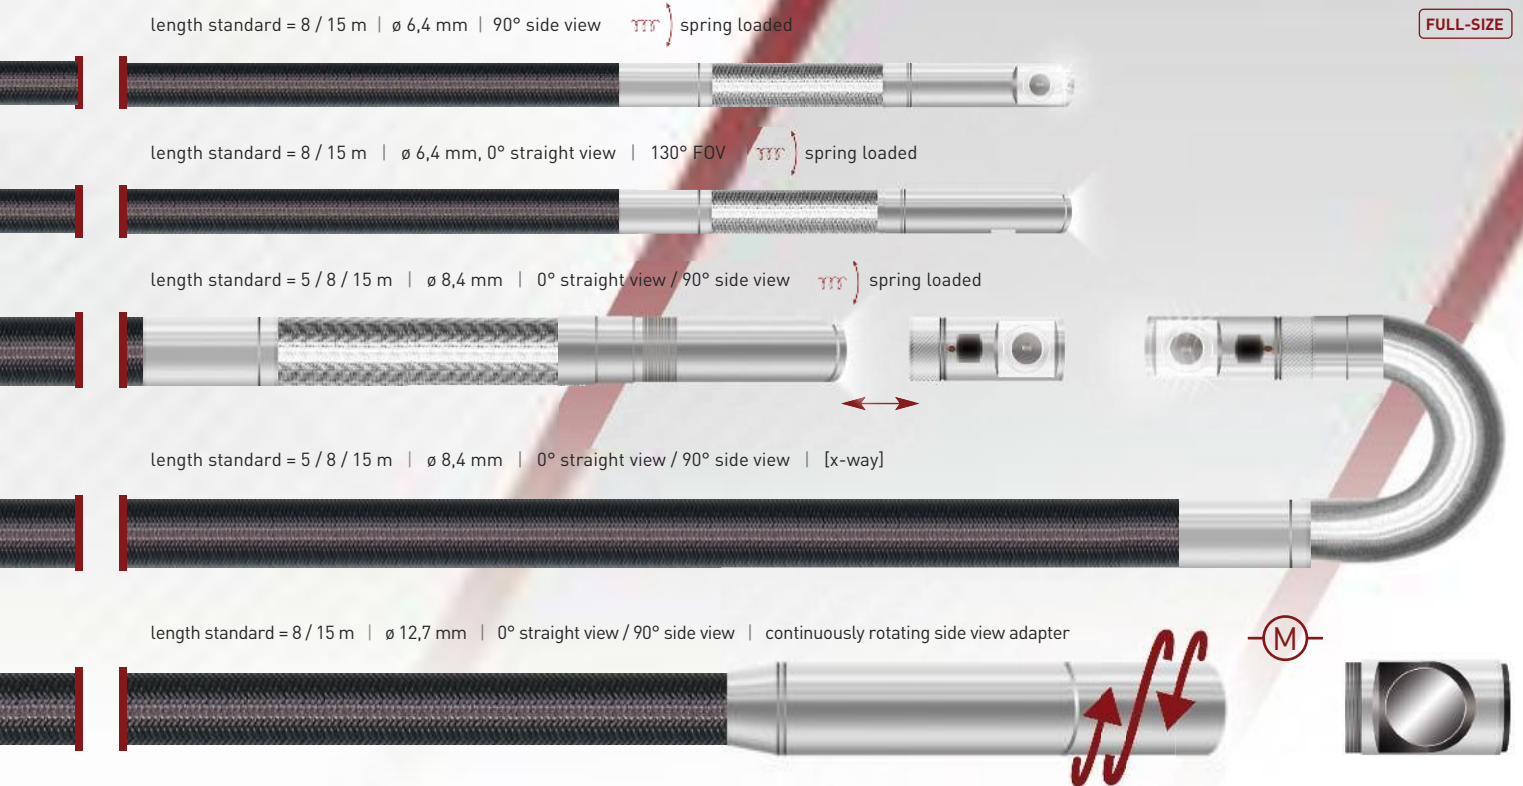 length standard = 8 / 15 m | ø 6,4 mm | 90° side view spring loaded
FULL-SIZE
length standard = 8 / 15 m | ø 6,4 mm, 0° straight view | 130° FOV spring loaded
length standard = 5 / 8 / 15 m | ø 8,4 mm | 0° straight view / 90° side view spring loaded
length standard = 5 / 8 / 15 m | ø 8,4 mm | 0° straight view / 90° side view | [x-way]
length standard = 8 / 15 m | ø 12,7 mm | 0° straight view / 90° side view | continuously rotating side view adapter
M